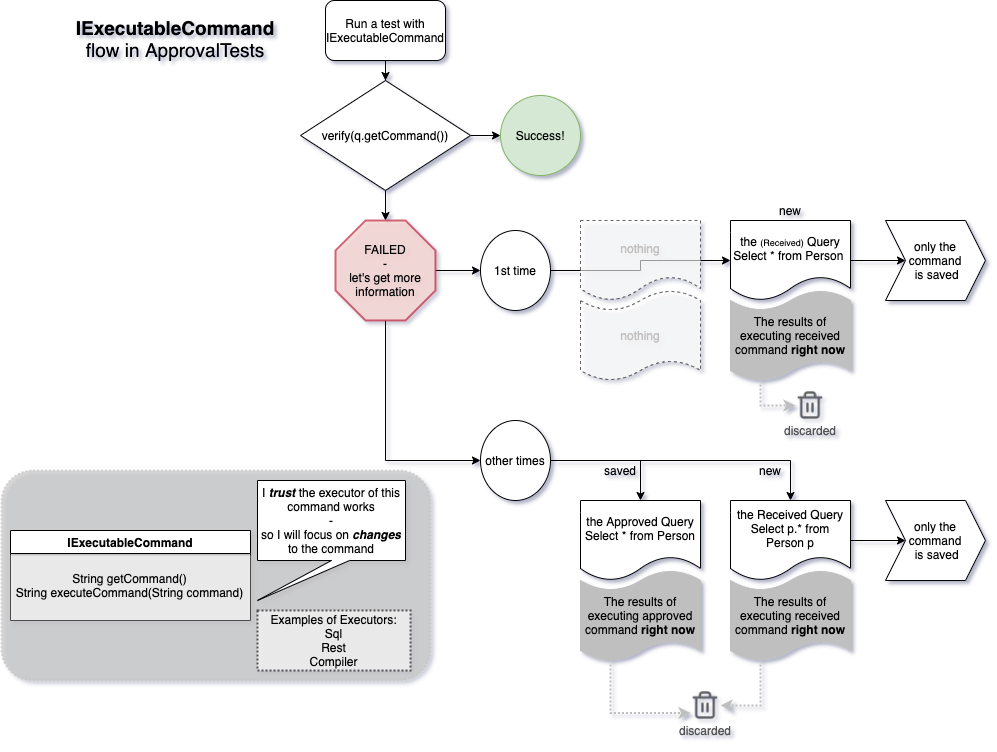 IExecutableCommand
flow in ApprovalTests
Run a test with
IExecutableCommand
verify(q.getCommand())
Success!
FAILED
-
let's get more
information
1st time
nothing
nothing
new
the (Received) Query
Select * from Person
only the
command
is saved
The results of
executing received
command right now
discarded
other times
saved
new
the Approved Query
Select * from Person
the Received Query
Select p.* from
Person p
only the
command
is saved
The results of
executing approved
command right now
The results of
executing received
command right now
discarded
I trust the executor of this
command works
-
so I will focus on changes
to the command
IExecutableCommand
String getCommand()
String executeCommand(String command)
Examples of Executors:
Sql
Rest
Compiler